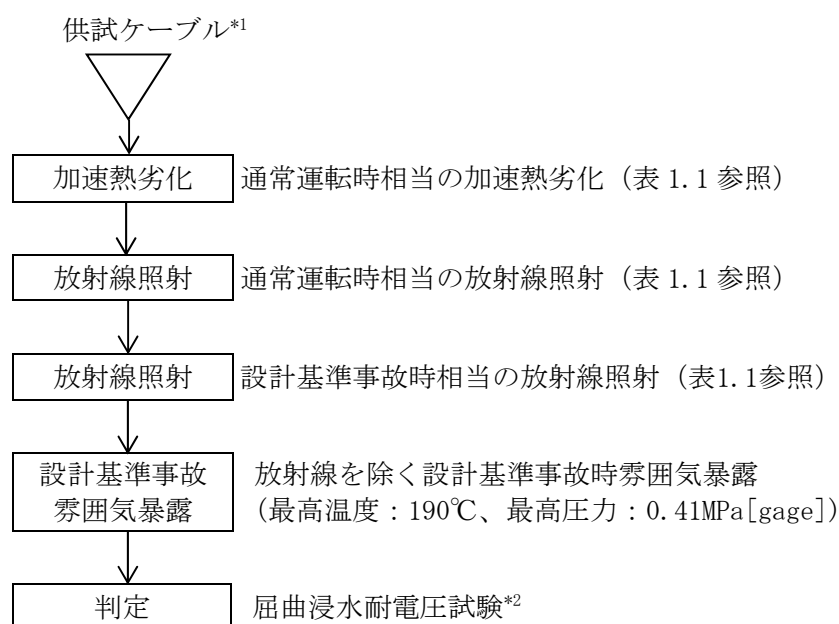 供試ケーブル*1
加速熱劣化 通常運転時相当の加速熱劣化（表 1.1 参照）
放射線照射 通常運転時相当の放射線照射（表 1.1 参照）
放射線照射 設計基準事故時相当の放射線照射（表1.1参照）
設計基準事故 放射線を除く設計基準事故時雰囲気暴露
雰囲気暴露 （最高温度：190℃、最高圧力：0.41MPa[gage]）
判定 屈曲浸水耐電圧試験*2